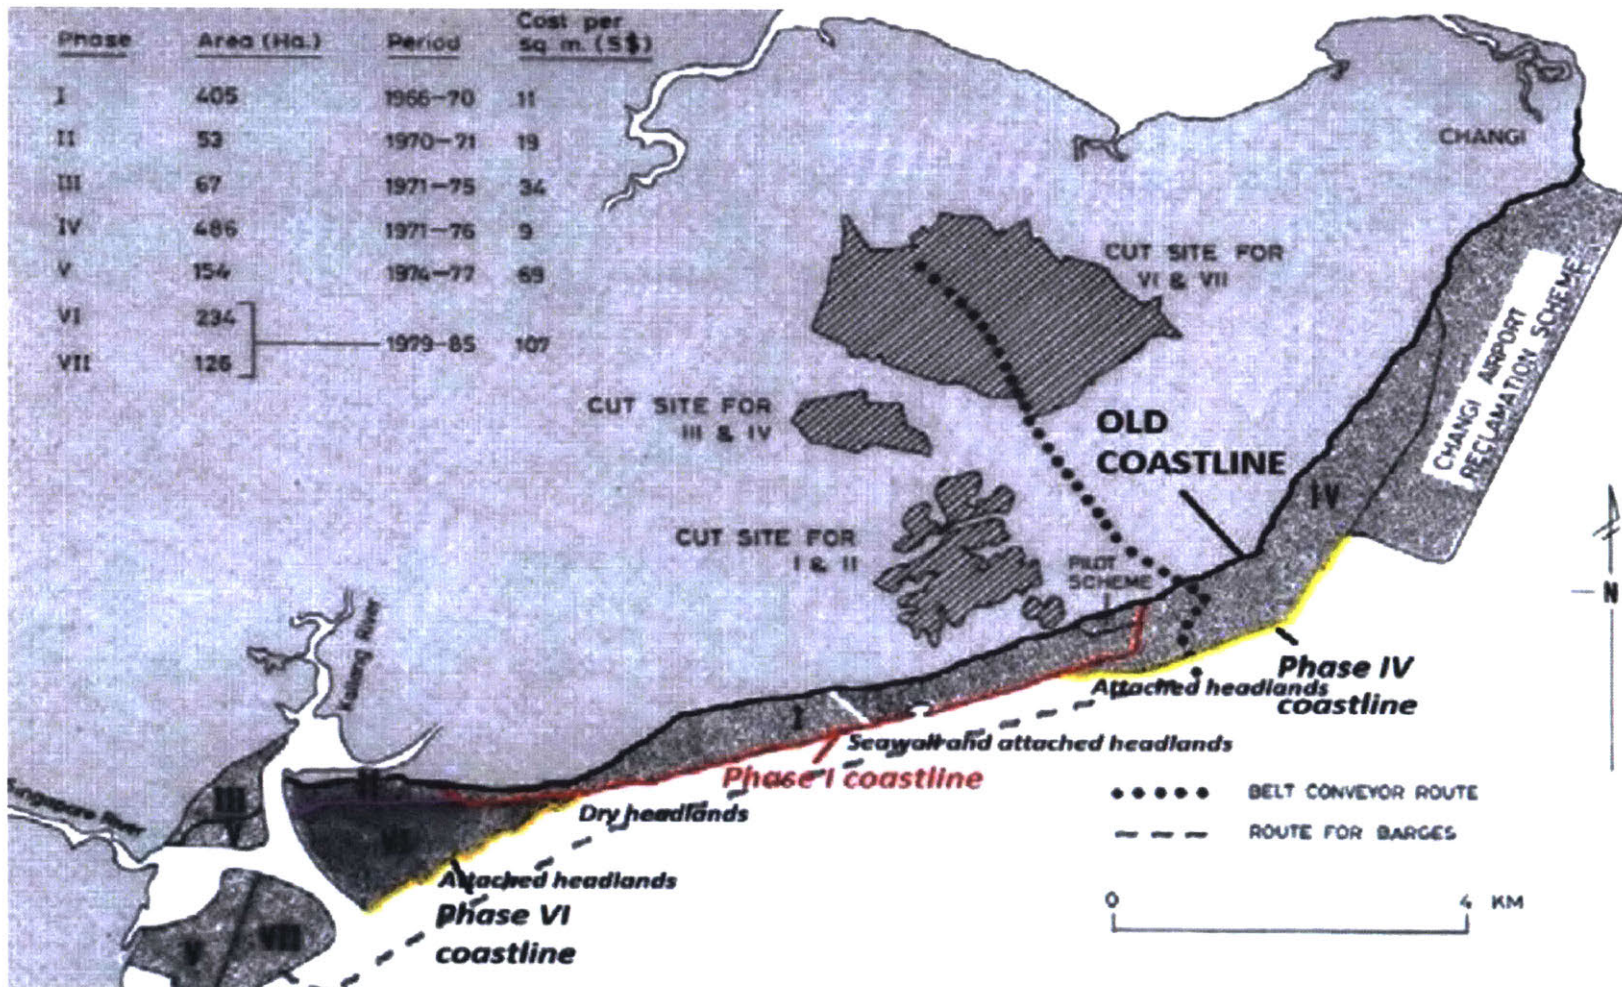 Phase Area (Ha.) Period Cost per
sq m. (S$)
I 405 1966-70 11
II 53 1970-71 19
III 67 1971-75 34
IV 486 1971-76 9
V 154 1974-77 69
VI 234
1979-85 107
VII 126
CHANGI
CUT SITE FOR
VI & VII
CHANGI AIRPORT
RECLAMATION SCHEME
CUT SITE FOR
III & IV
OLD
COASTLINE
IV
CUT SITE FOR
I & II
PILOT
SCHEME
N
Kallang River
Phase IV
coastline
Attached headlands
I
Seawall and attached headlands
Phase I coastline
II
III
Singapore River
Dry headlands
BELT CONVEYOR ROUTE
ROUTE FOR BARGES
Attached headlands
Phase VI
coastline
V
VII
0 4 KM